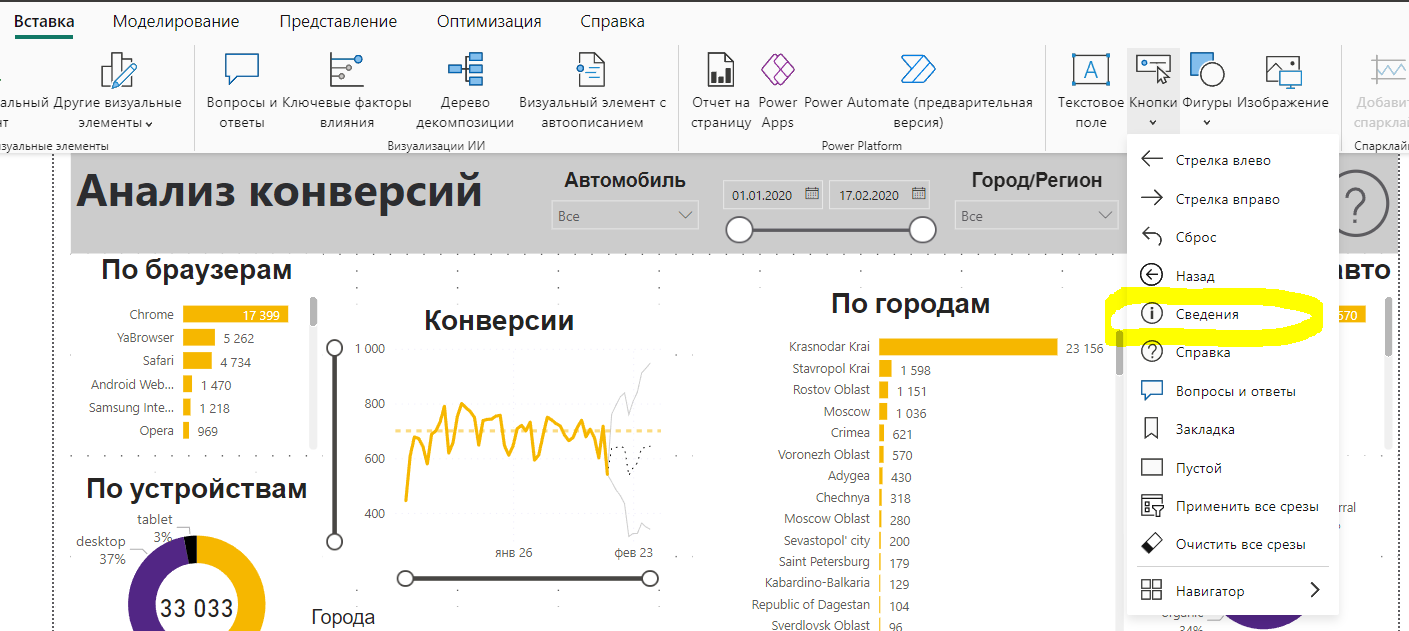 Вставка Моделирование Представление Оптимизация Справка
альный Другие визуальные элементы
Вопросы и ответы
Ключевые факторы влияния
Дерево декомпозиции
Визуальный элемент с автоописанием
Отчет на страницу
Power Apps
Power Automate (предварительная версия)
Текстовое поле
Кнопки
Фигуры
Изображение
Добави
спарклай
зуальные элементы
Визуализации ИИ
Power Platform
Спарклай
Анализ конверсий
Автомобиль
Все
01.01.2020
17.02.2020
Город/Регион
Все
?
Стрелка влево
Стрелка вправо
Сброс
Назад
Сведения
Справка
Вопросы и ответы
Закладка
Пустой
Применить все срезы
Очистить все срезы
Навигатор
По браузерам
Chrome 17 399
YaBrowser 5 262
Safari 4 734
Android Web... 1 470
Samsung Inte... 1 218
Opera 969
Конверсии
1 000
800
600
400
янв 26
фев 23
По городам
Krasnodar Krai 23 156
Stavropol Krai 1 598
Rostov Oblast 1 151
Moscow 1 036
Crimea 621
Voronezh Oblast 570
Adygea 430
Chechnya 318
Moscow Oblast 280
Sevastopol' city 200
Saint Petersburg 179
Kabardino-Balkaria 129
Republic of Dagestan 104
Sverdlovsk Oblast 96
авто
570
По устройствам
tablet
3%
desktop
37%
33 033
Города
rral
organic
34%